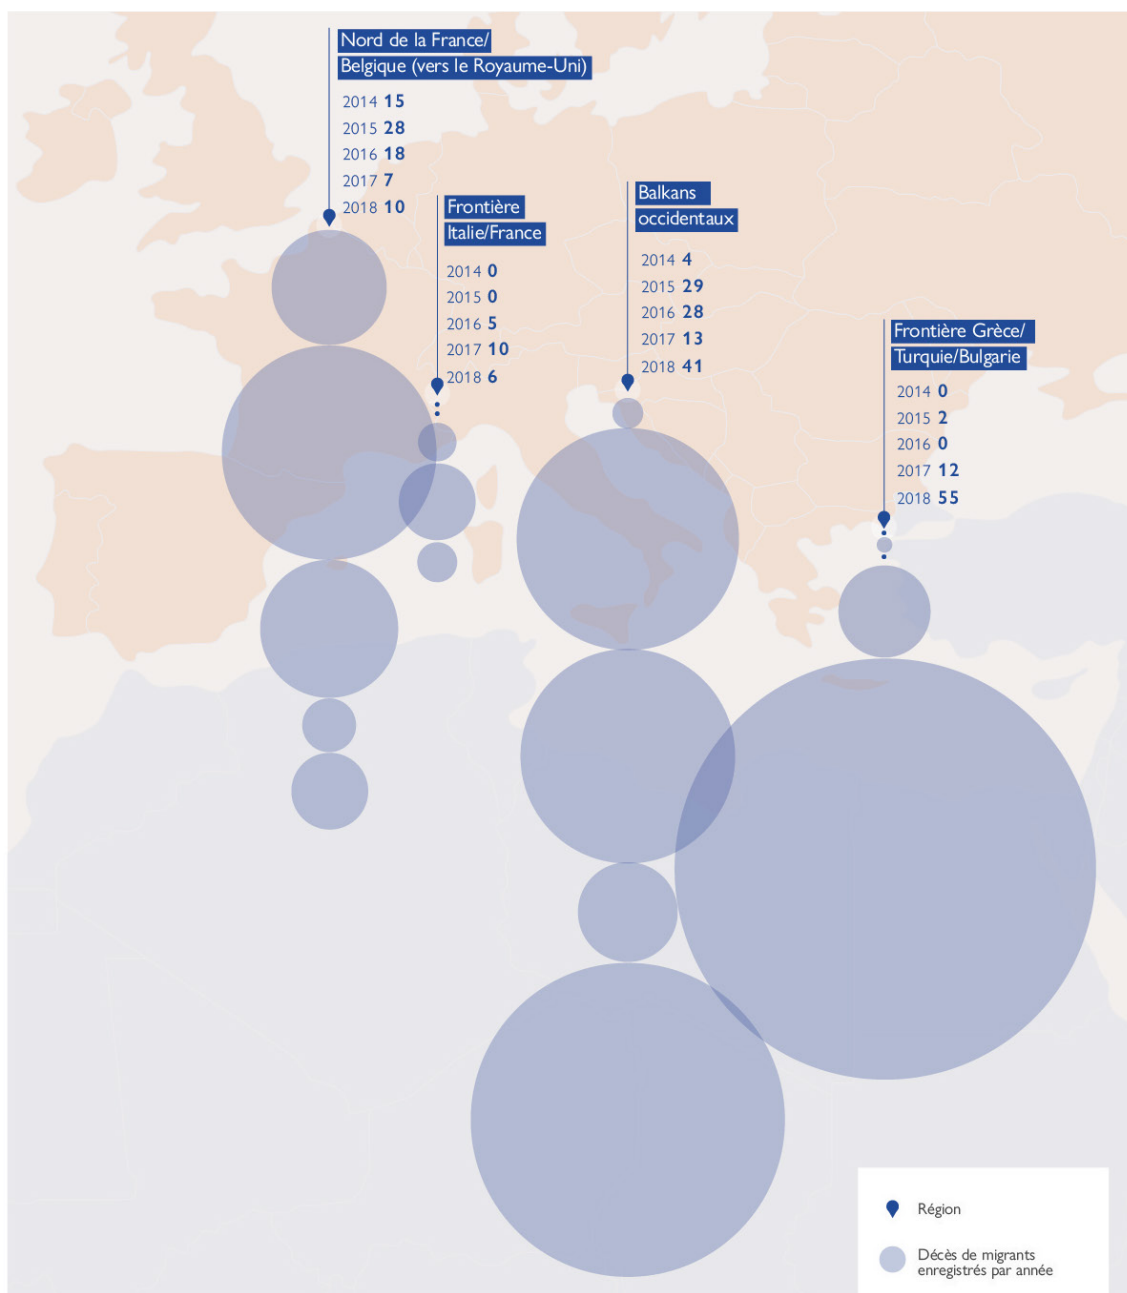 Nord de la France/
Belgique (vers le Royaume-Uni)
2014 15
2015 28
2016 18
2017 7
2018 10
Frontière
Italie/France
2014 0
2015 0
2016 5
2017 10
2018 6
Balkans
occidentaux
2014 4
2015 29
2016 28
2017 13
2018 41
Frontière Grèce/
Turquie/Bulgarie
2014 0
2015 2
2016 0
2017 12
2018 55
Région
Décès de migrants
enregistrés par année